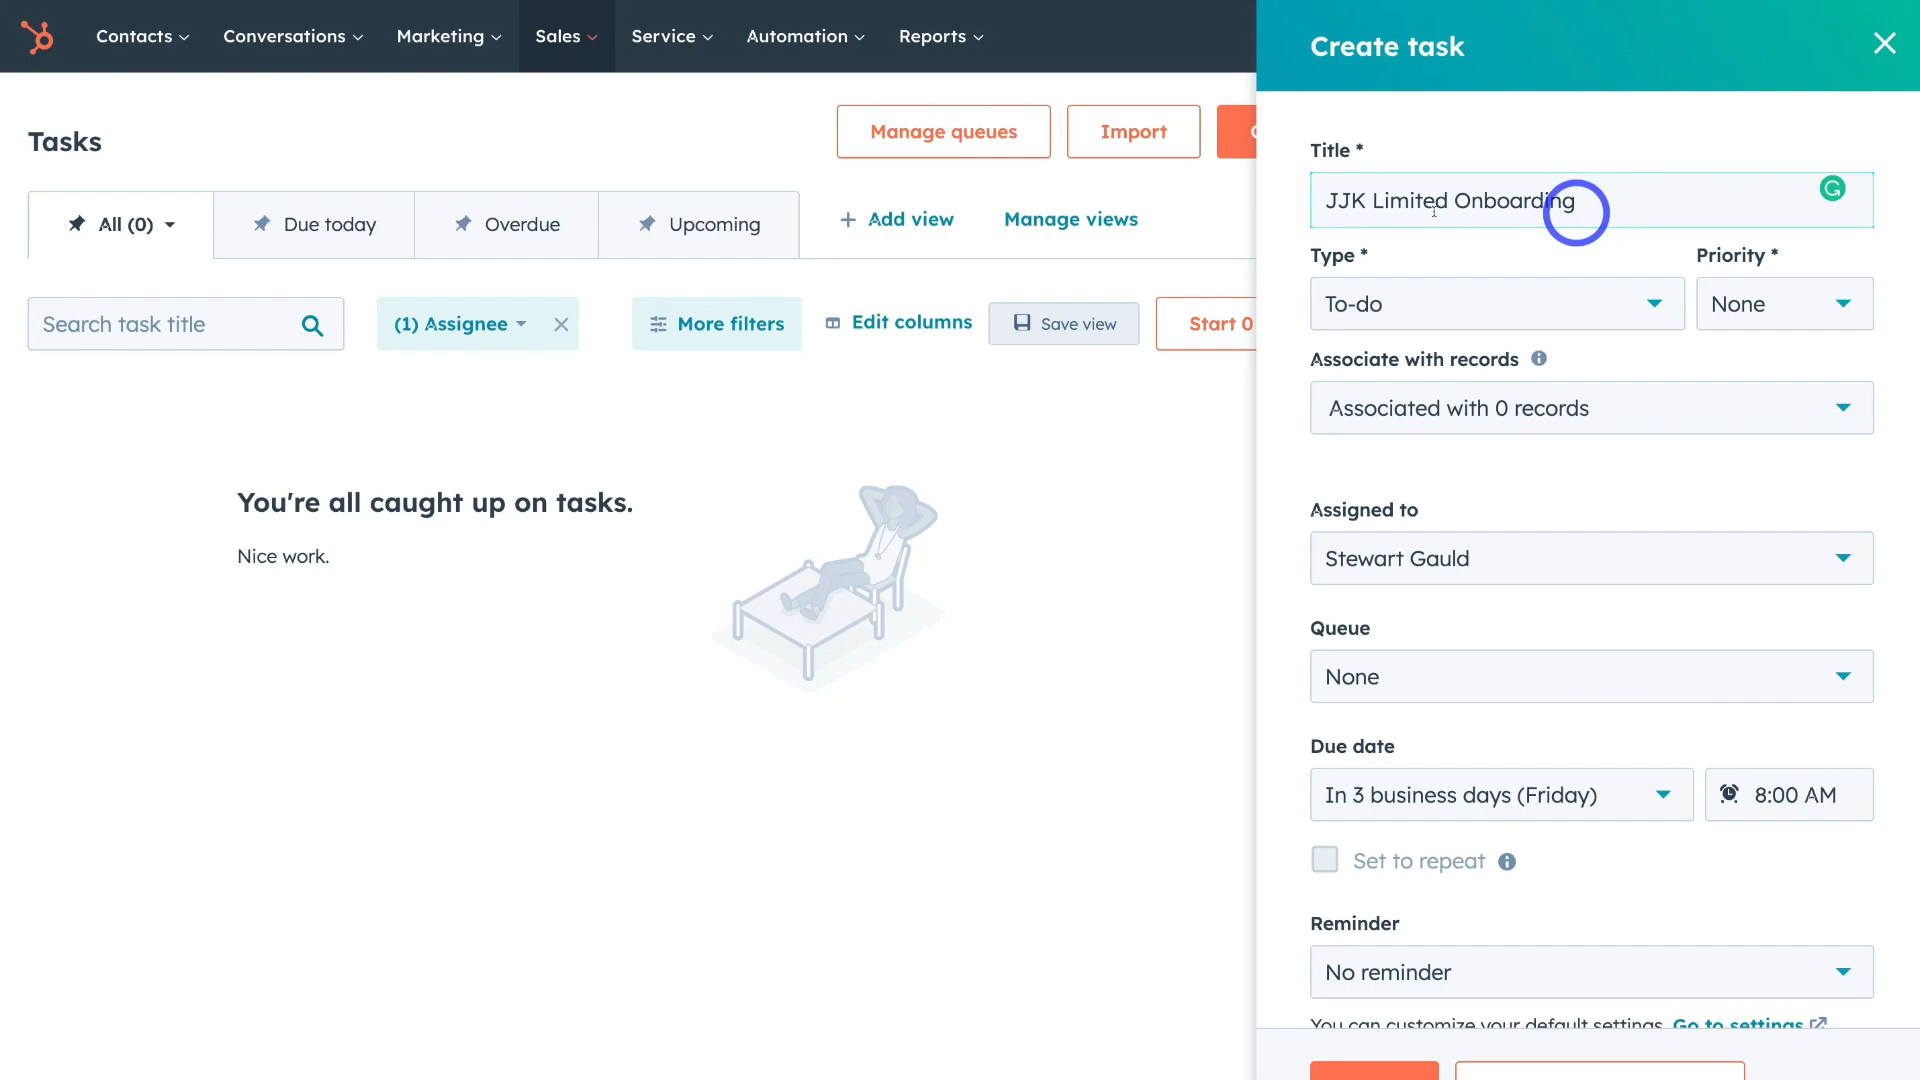 Contacts
Conversations
Marketing
Sales
Service
Automation
Reports
Create task
Tasks
Manage queues
Import
All (0)
Due today
Overdue
Upcoming
+ Add view
Manage views
Search task title
(1) Assignee
More filters
Edit columns
Save view
Start 0
You're all caught up on tasks.
Nice work.
Title *
JJK Limited Onboarding
Type *
Priority *
To-do
None
Associate with records
Associated with 0 records
Assigned to
Stewart Gauld
Queue
None
Due date
In 3 business days (Friday)
8:00 AM
Set to repeat
Reminder
No reminder
You can customize your default settings. Go to settings